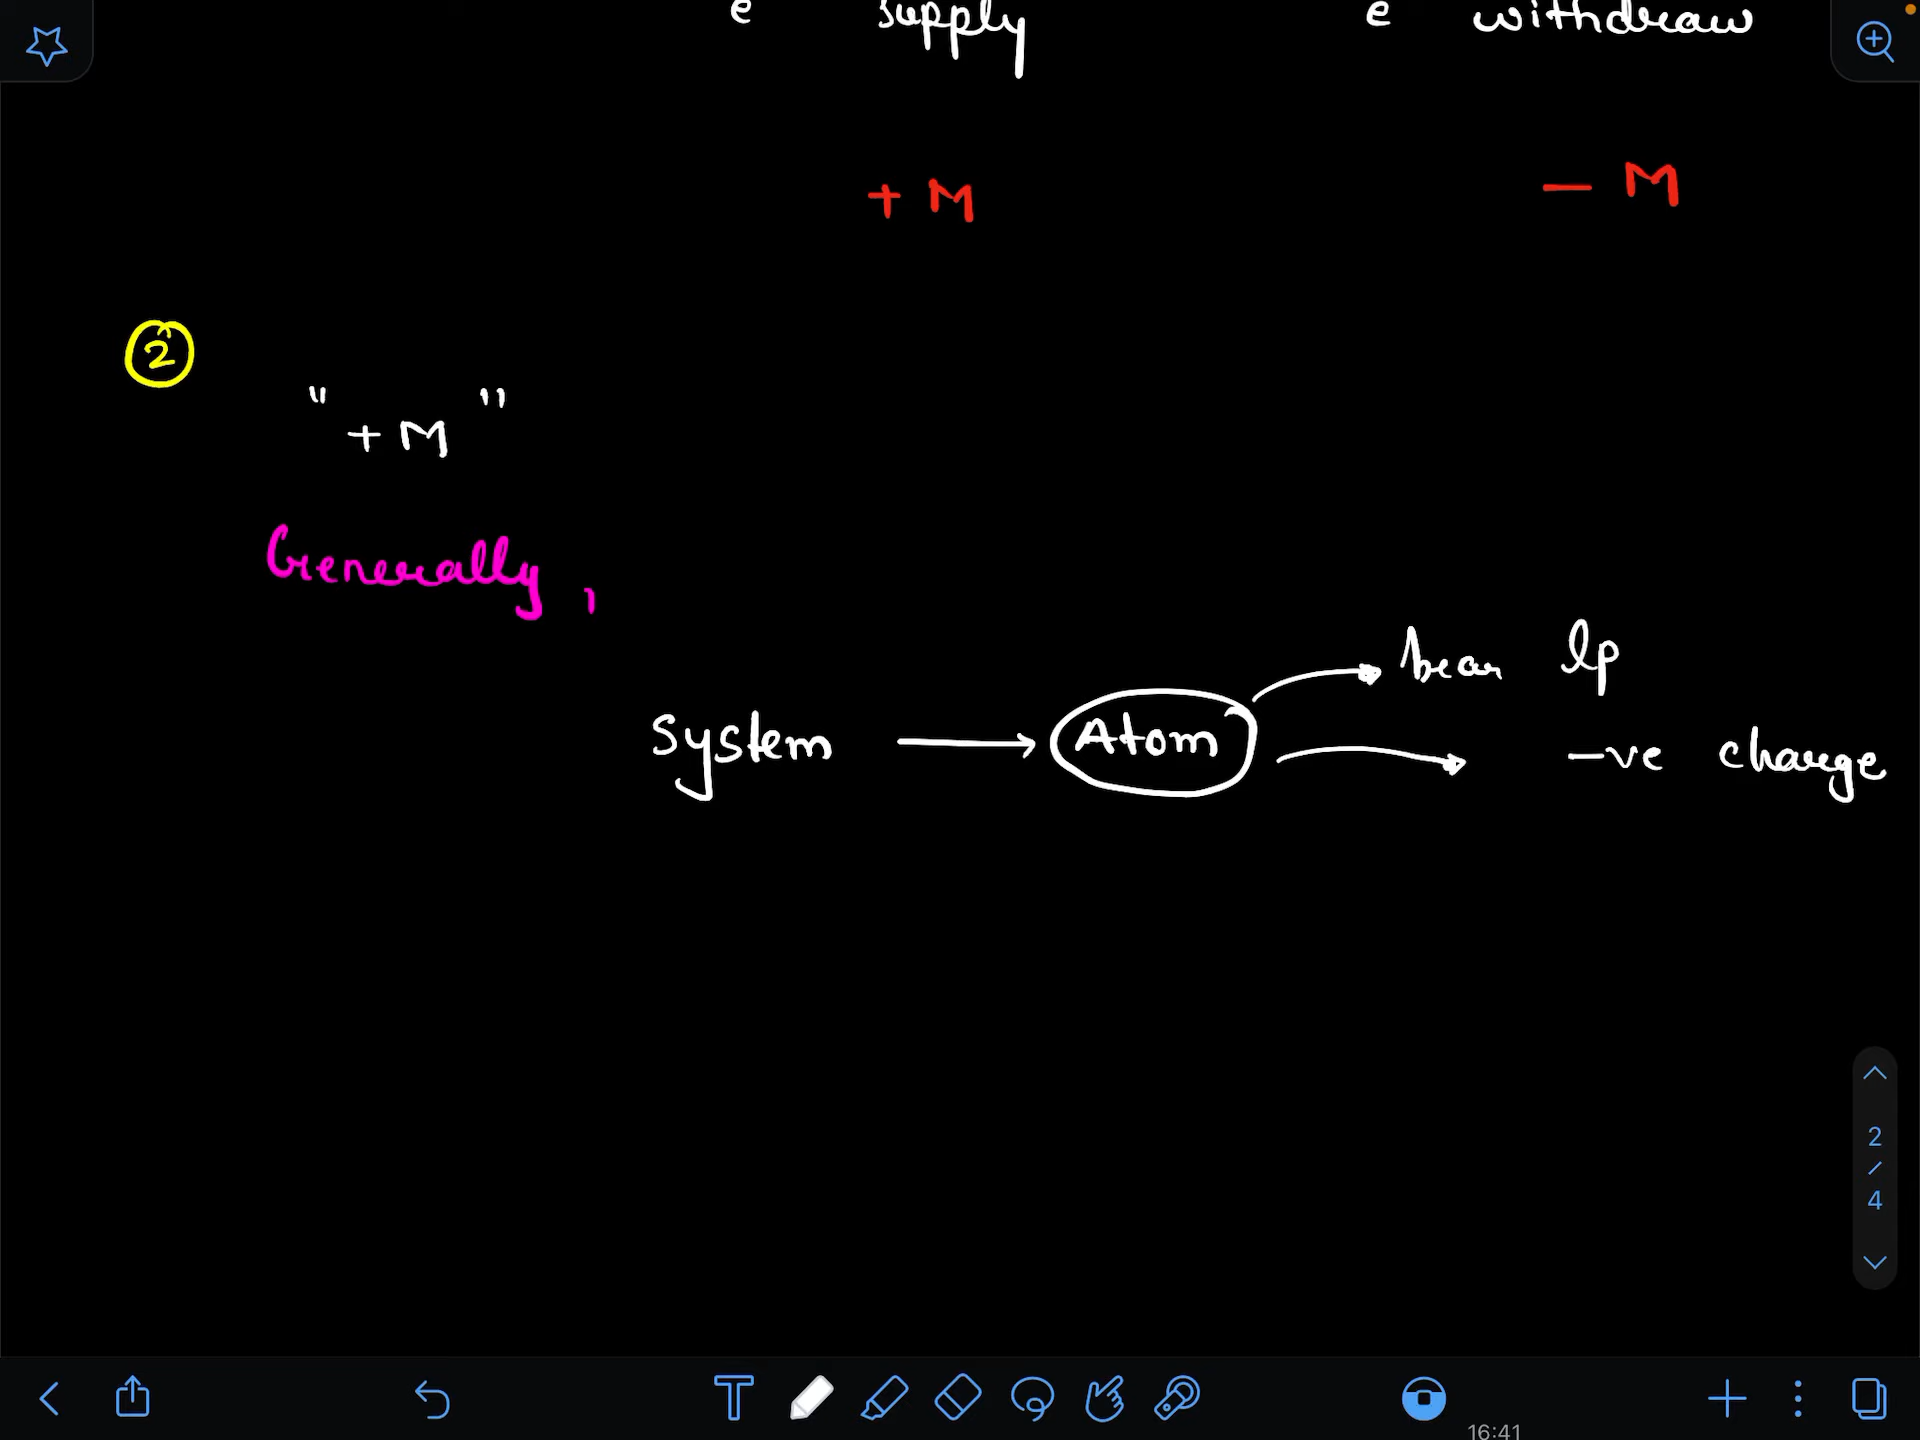 e supply e withdraw
+ M - M
2
" + M "
Generally,
bear lp
System → Atom
-ve charge
2
/
4
T
16:41